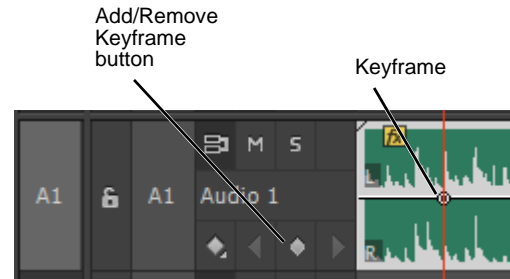 Add/Remove
Keyframe
button
Keyframe
fx
M S
L
A1 A1 Audio 1
R